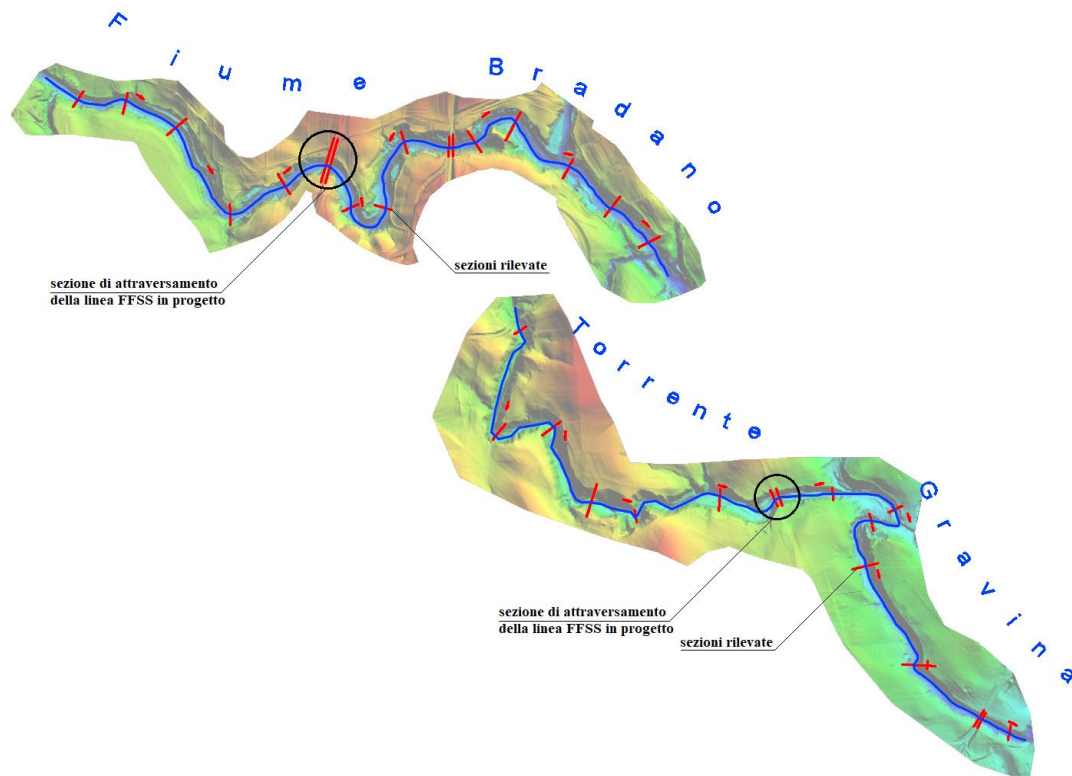 Fiume Bradano
sezione di attraversamento
della linea FFSS in progetto
sezioni rilevate
Torrente Gravina
sezione di attraversamento
della linea FFSS in progetto
sezioni rilevate